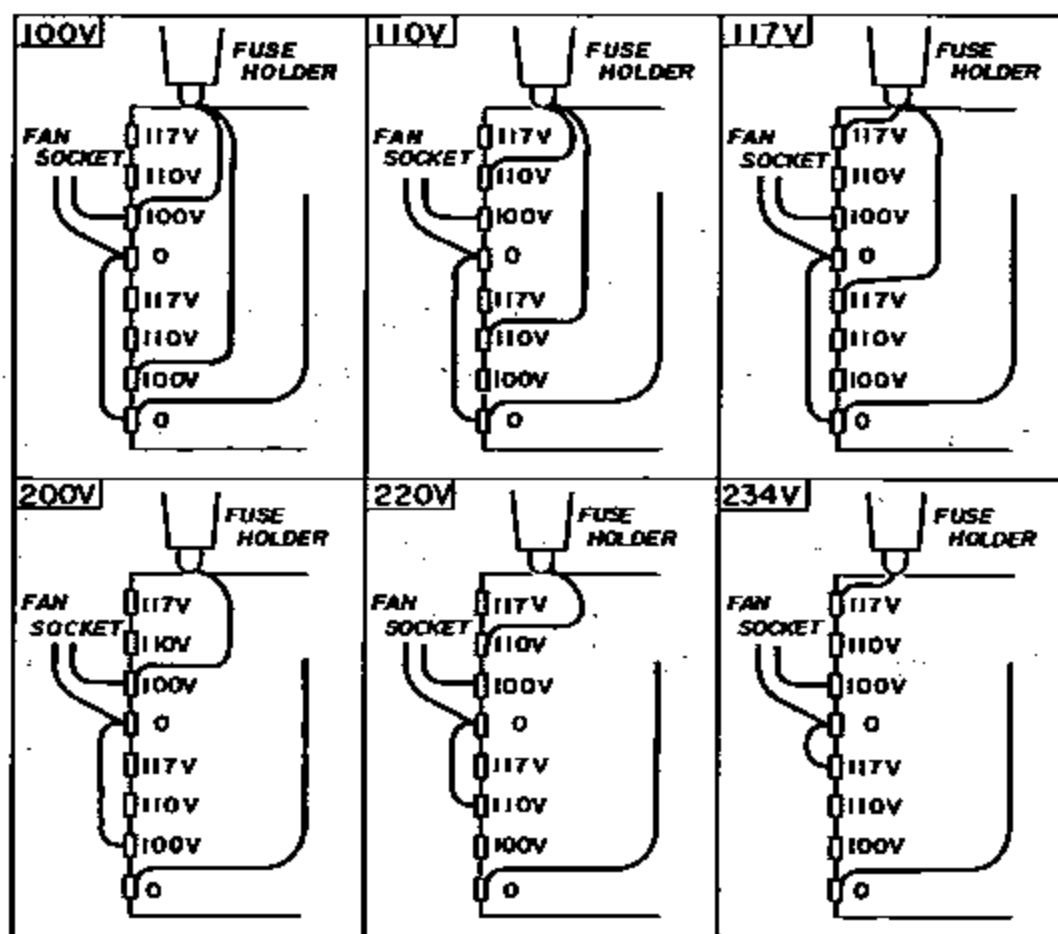 100V
FUSE
HOLDER
FAN
SOCKET
117V
110V
100V
0
117V
110V
100V
0
110V
FUSE
HOLDER
FAN
SOCKET
117V
110V
100V
0
117V
110V
100V
0
117V
FUSE
HOLDER
FAN
SOCKET
117V
110V
100V
0
117V
110V
100V
0
200V
FUSE
HOLDER
FAN
SOCKET
117V
110V
100V
0
117V
110V
100V
0
220V
FUSE
HOLDER
FAN
SOCKET
117V
110V
100V
0
117V
110V
100V
0
234V
FUSE
HOLDER
FAN
SOCKET
117V
110V
100V
0
117V
110V
100V
0